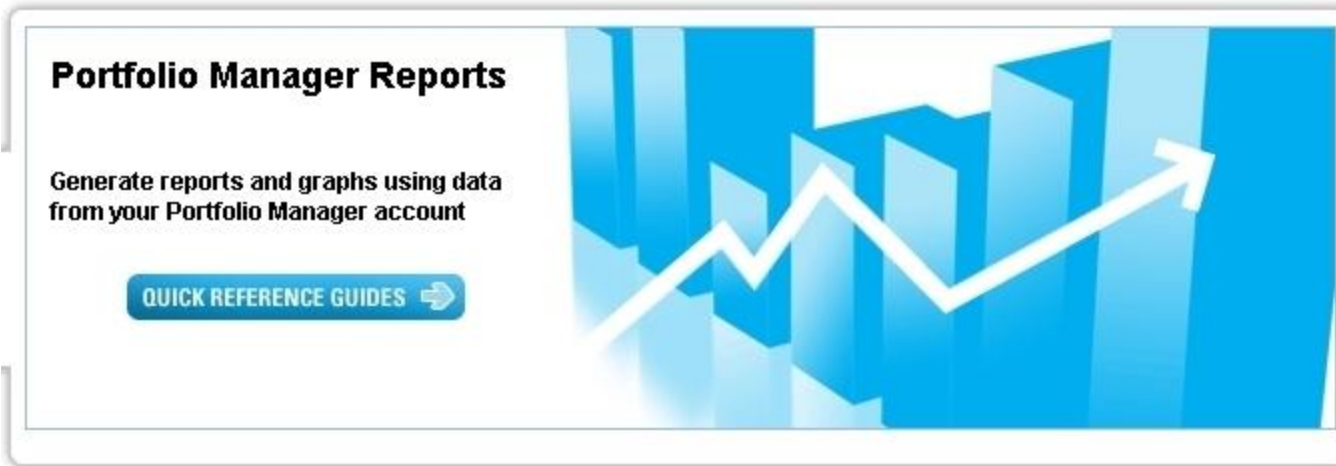 Portfolio Manager Reports
Generate reports and graphs using data
from your Portfolio Manager account
QUICK REFERENCE GUIDES